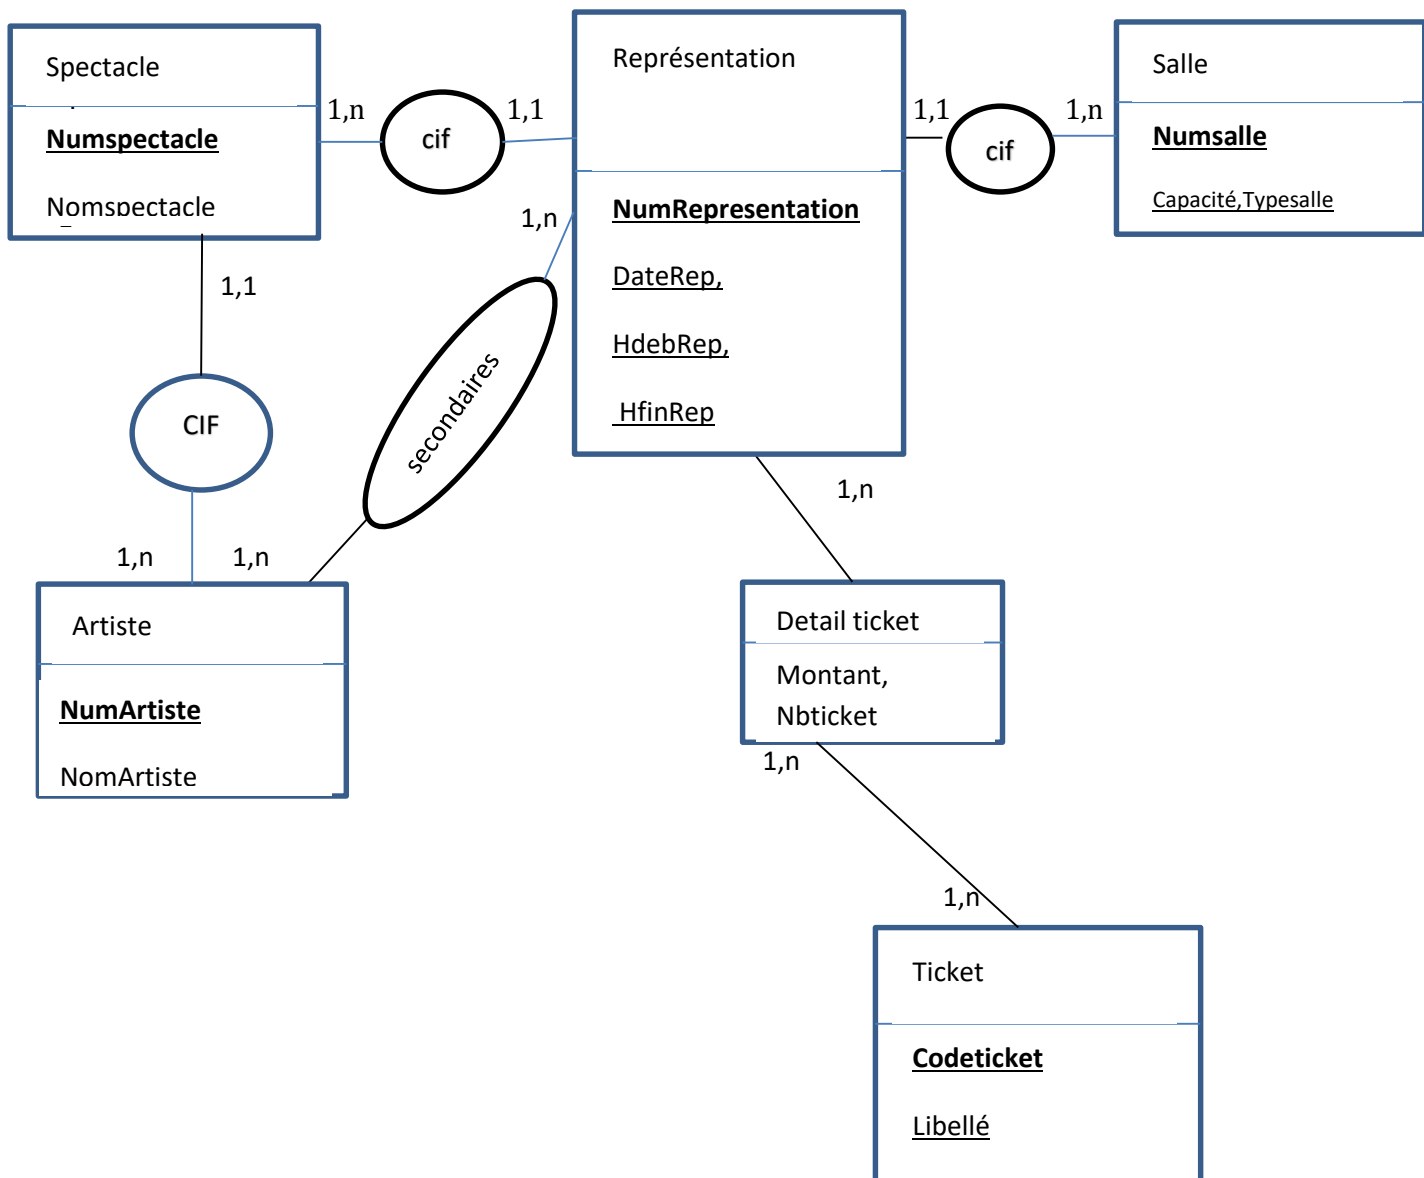 Spectacle
Numspectacle
Nomspectacle
1,n
cif
1,1
Représentation
NumRepresentation
DateRep,
HdebRep,
HfinRep
1,1
cif
1,n
Salle
Numsalle
Capacité,Typesalle
1,1
CIF
1,n
1,n
secondaires
1,n
Artiste
NumArtiste
NomArtiste
1,n
Detail ticket
Montant,
Nbticket
1,n
1,n
Ticket
Codeticket
Libellé